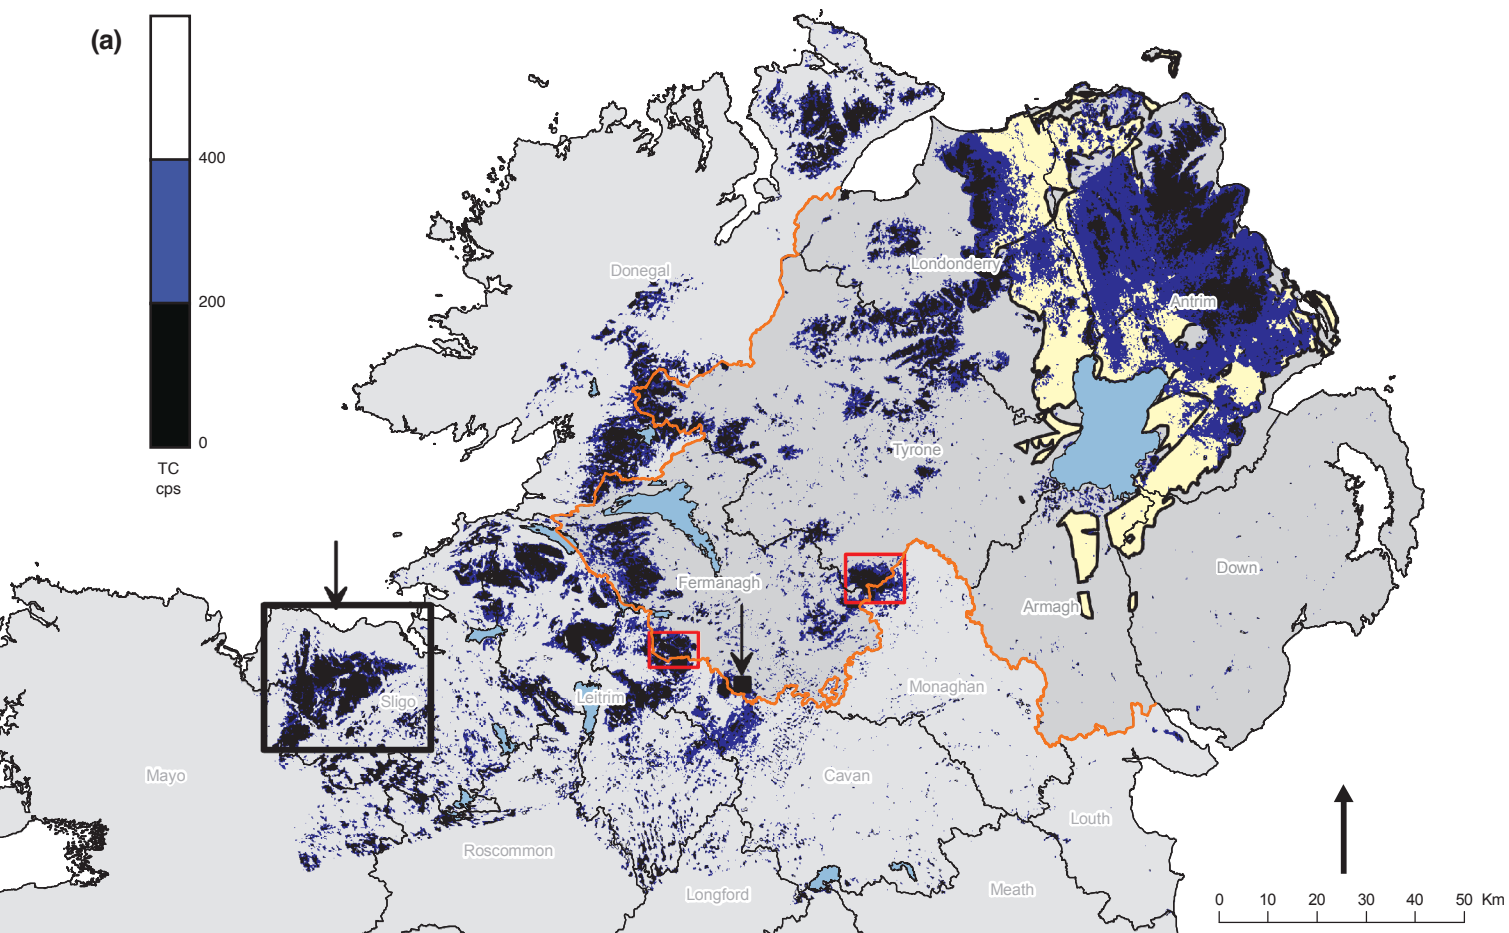 (a)
400
200
0
TC
cps
Donegal
Londonderry
Antrim
Tyrone
Fermanagh
Down
Armagh
Sligo
Leitrim
Monaghan
Mayo
Cavan
Louth
Roscommon
Longford
Meath
0 10 20 30 40 50 Km